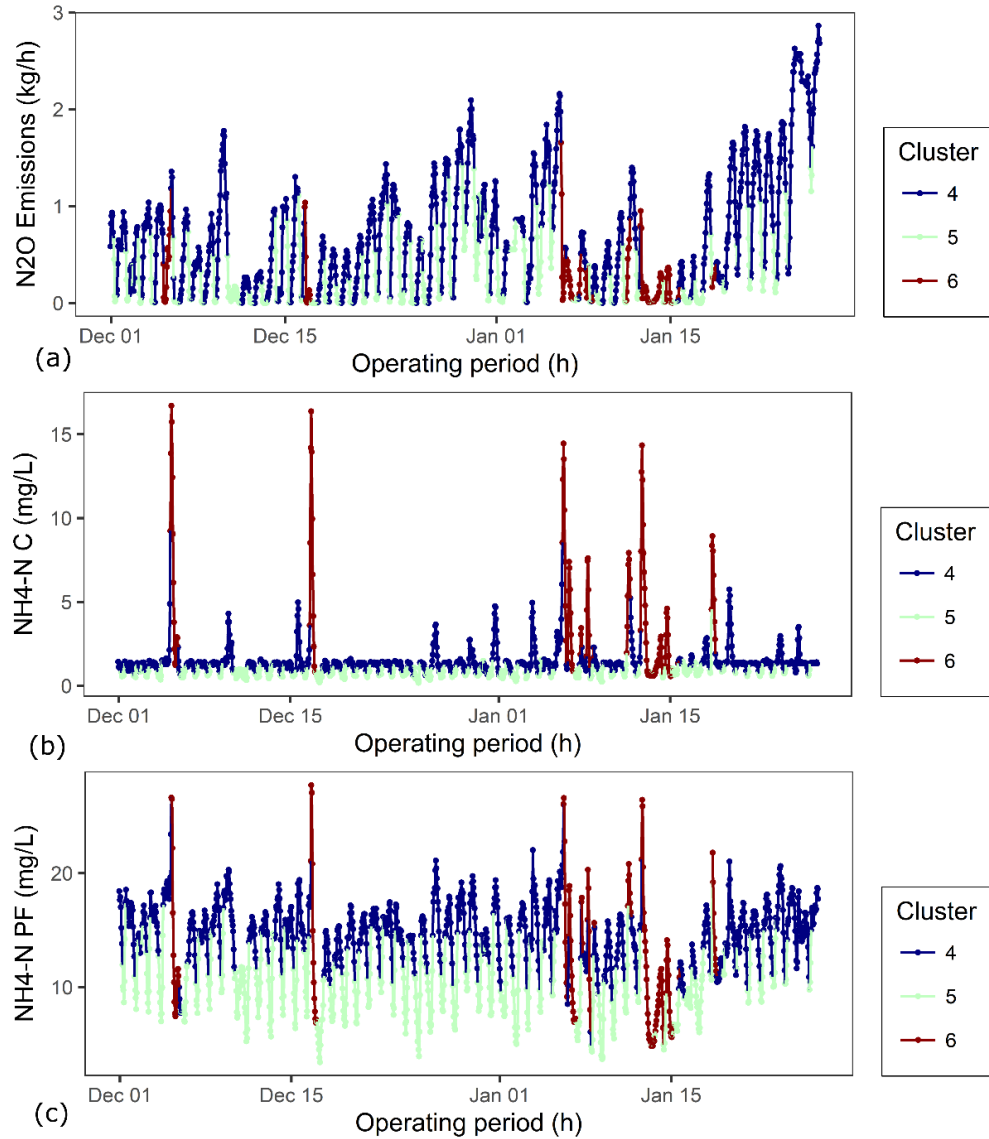 3
2
1
0
N2O Emissions (kg/h)
Dec 01 Dec 15 Jan 01 Jan 15
Operating period (h)
(a)
Cluster
4
5
6
15
10
5
0
NH4-N C (mg/L)
Dec 01 Dec 15 Jan 01 Jan 15
Operating period (h)
(b)
Cluster
4
5
6
20
10
NH4-N PF (mg/L)
Dec 01 Dec 15 Jan 01 Jan 15
Operating period (h)
(c)
Cluster
4
5
6